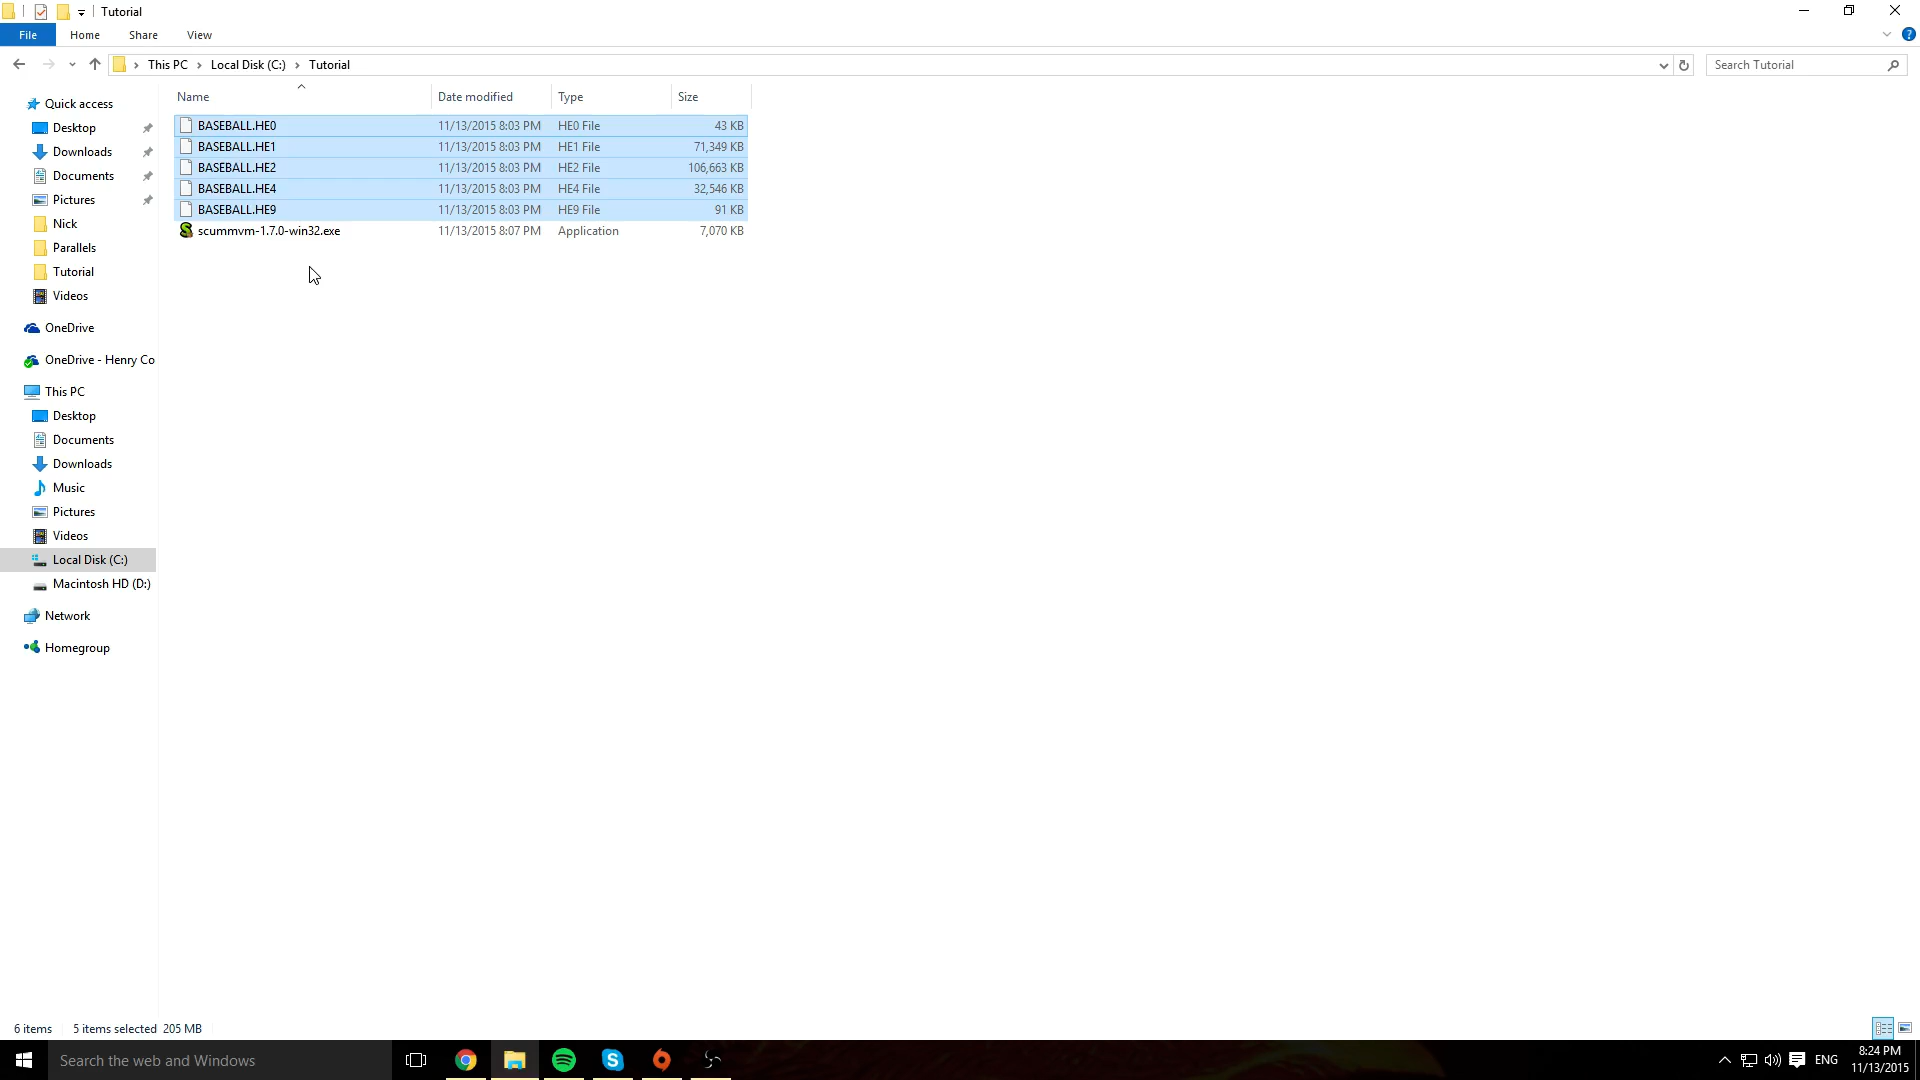 Tutorial
File Home Share View
This PC Local Disk (C:) Tutorial Search Tutorial
Name Date modified Type Size
BASEBALL.HE0 11/13/2015 8:03 PM HE0 File 43 KB
BASEBALL.HE1 11/13/2015 8:03 PM HE1 File 71,349 KB
BASEBALL.HE2 11/13/2015 8:03 PM HE2 File 106,663 KB
BASEBALL.HE4 11/13/2015 8:03 PM HE4 File 32,546 KB
BASEBALL.HE9 11/13/2015 8:03 PM HE9 File 91 KB
scummvm-1.7.0-win32.exe 11/13/2015 8:07 PM Application 7,070 KB
Quick access
Desktop
Downloads
Documents
Pictures
Nick
Parallels
Tutorial
Videos
OneDrive
OneDrive - Henry Co
This PC
Desktop
Documents
Downloads
Music
Pictures
Videos
Local Disk (C:)
Macintosh HD (D:)
Network
Homegroup
6 items 5 items selected 205 MB
Search the web and Windows
ENG
8:24 PM
11/13/2015